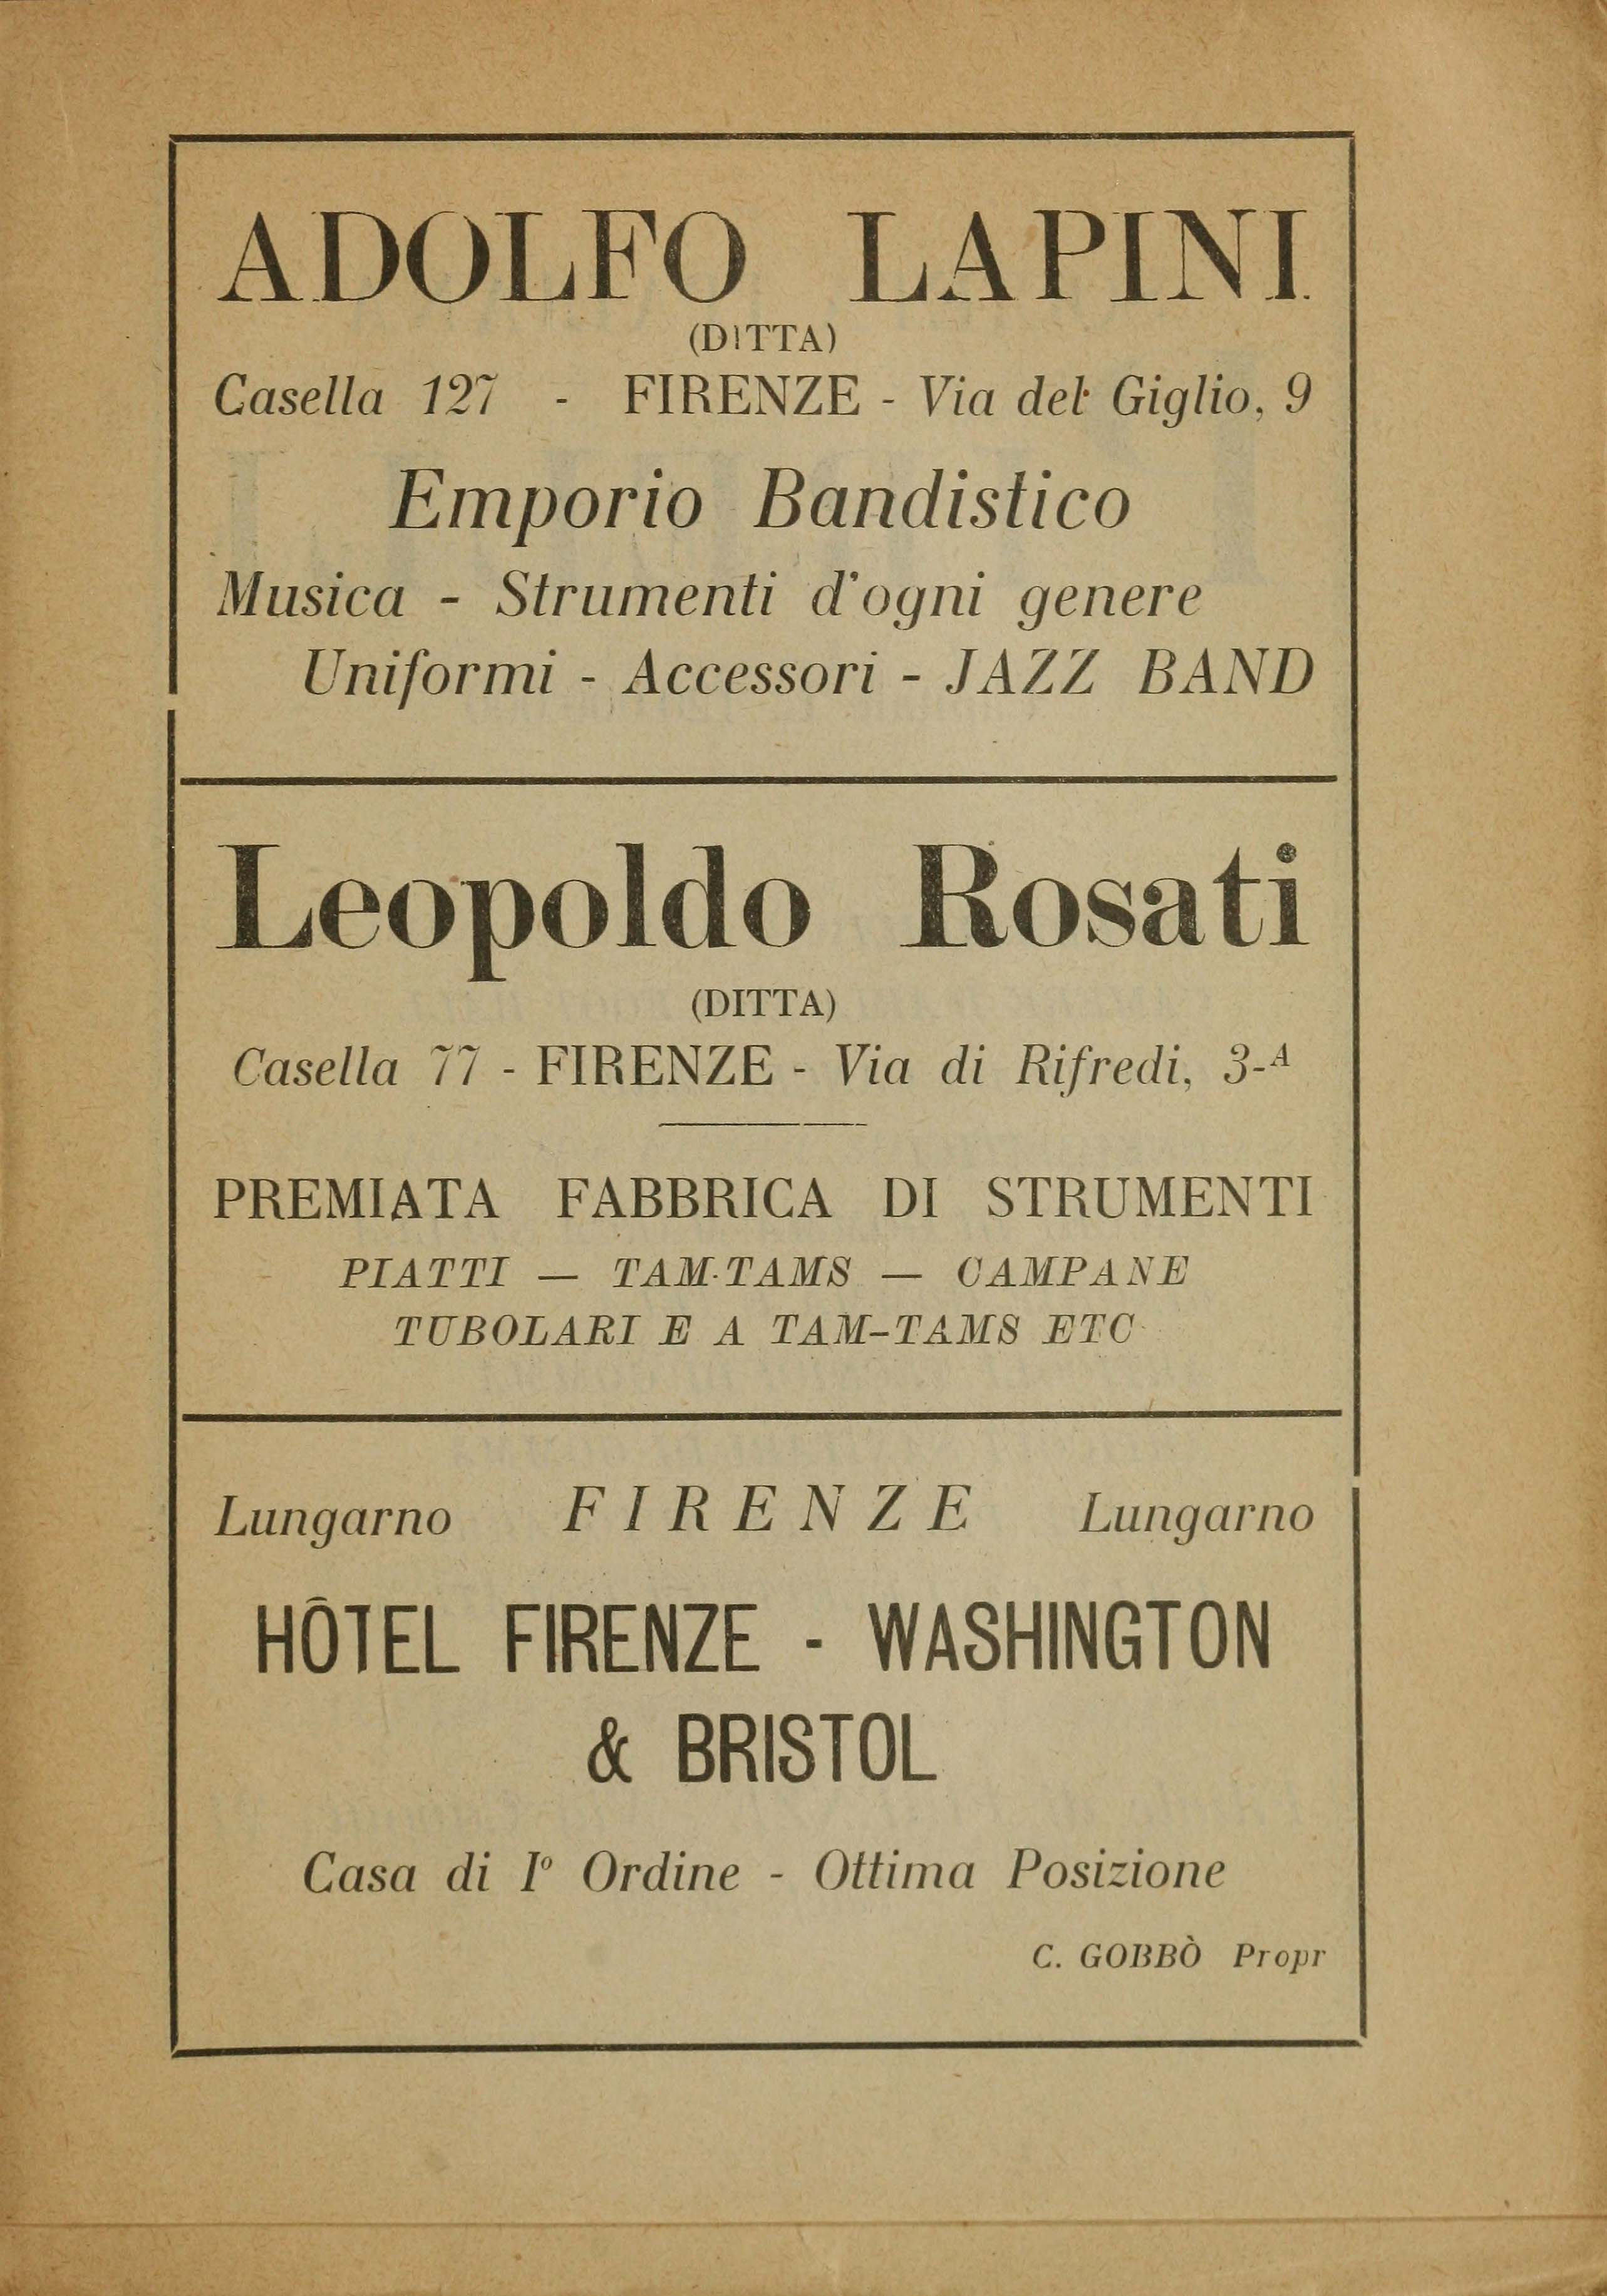 ADOLFO LAPINI
(DITTA)
Casella 127 - FIRENZE - Via del Giglio, 9
Emporio Bandistico
Musica - Strumenti d'ogni genere
Uniformi - Accessori - JAZZ BAND
Leopoldo Rosati
(DITTA)
Casella 77 - FIRENZE - Via di Rifredi, 3-A
PREMIATA FABBRICA DI STRUMENTI
PIATTI — TAM-TAMS — CAMPANE
TUBOLARI E A TAM-TAMS ETC
Lungarno FIRENZE Lungarno
HÔTEL FIRENZE - WASHINGTON
& BRISTOL
Casa di Iº Ordine - Ottima Posizione
C. GOBBÒ Propr